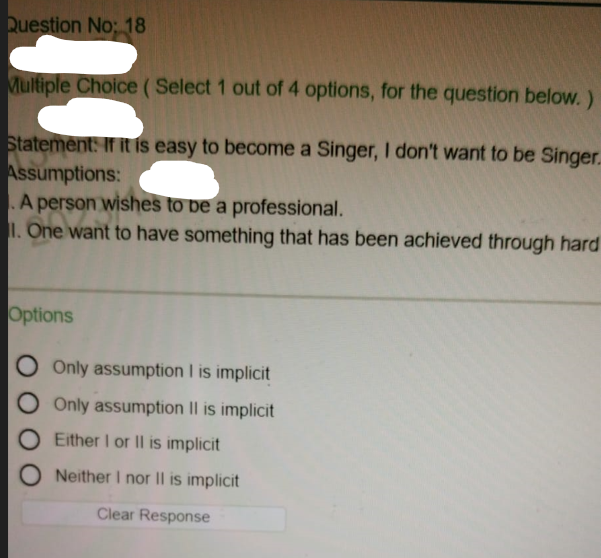 Question No: 18
Multiple Choice ( Select 1 out of 4 options, for the question below. )
Statement: If it is easy to become a Singer, I don't want to be Singer.
Assumptions:
. A person wishes to be a professional.
II. One want to have something that has been achieved through hard
Options
Only assumption I is implicit
Only assumption II is implicit
Either I or II is implicit
Neither I nor II is implicit
Clear Response